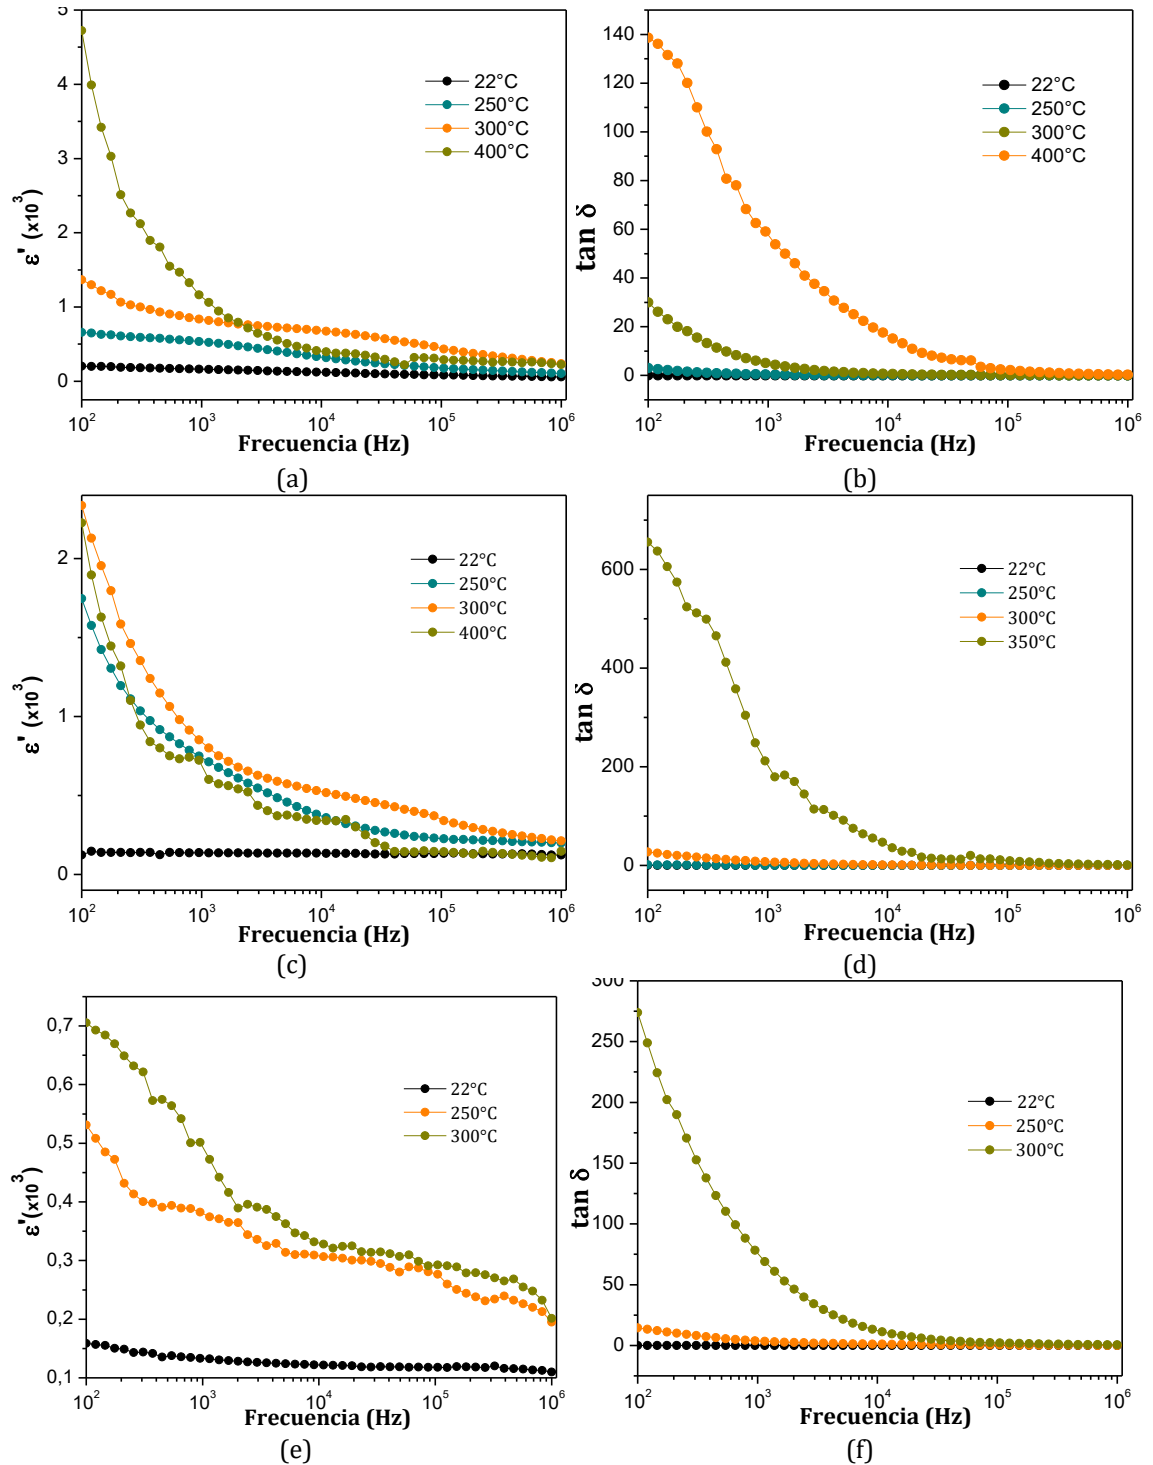 5
4
3
2
1
0
ε' (x10³)
22°C
250°C
300°C
400°C
10² 10³ 10⁴ 10⁵ 10⁶
Frecuencia (Hz)
(a)
140
120
100
80
60
40
20
0
tan δ
22°C
250°C
300°C
400°C
10² 10³ 10⁴ 10⁵ 10⁶
Frecuencia (Hz)
(b)
2
1
0
ε' (x10³)
22°C
250°C
300°C
400°C
10² 10³ 10⁴ 10⁵ 10⁶
Frecuencia (Hz)
(c)
600
400
200
0
tan δ
22°C
250°C
300°C
350°C
10² 10³ 10⁴ 10⁵ 10⁶
Frecuencia (Hz)
(d)
0,7
0,6
0,5
0,4
0,3
0,2
0,1
ε'(x10³)
22°C
250°C
300°C
10² 10³ 10⁴ 10⁵ 10⁶
Frecuencia (Hz)
(e)
300
250
200
150
100
50
0
tan δ
22°C
250°C
300°C
10² 10³ 10⁴ 10⁵ 10⁶
Frecuencia (Hz)
(f)